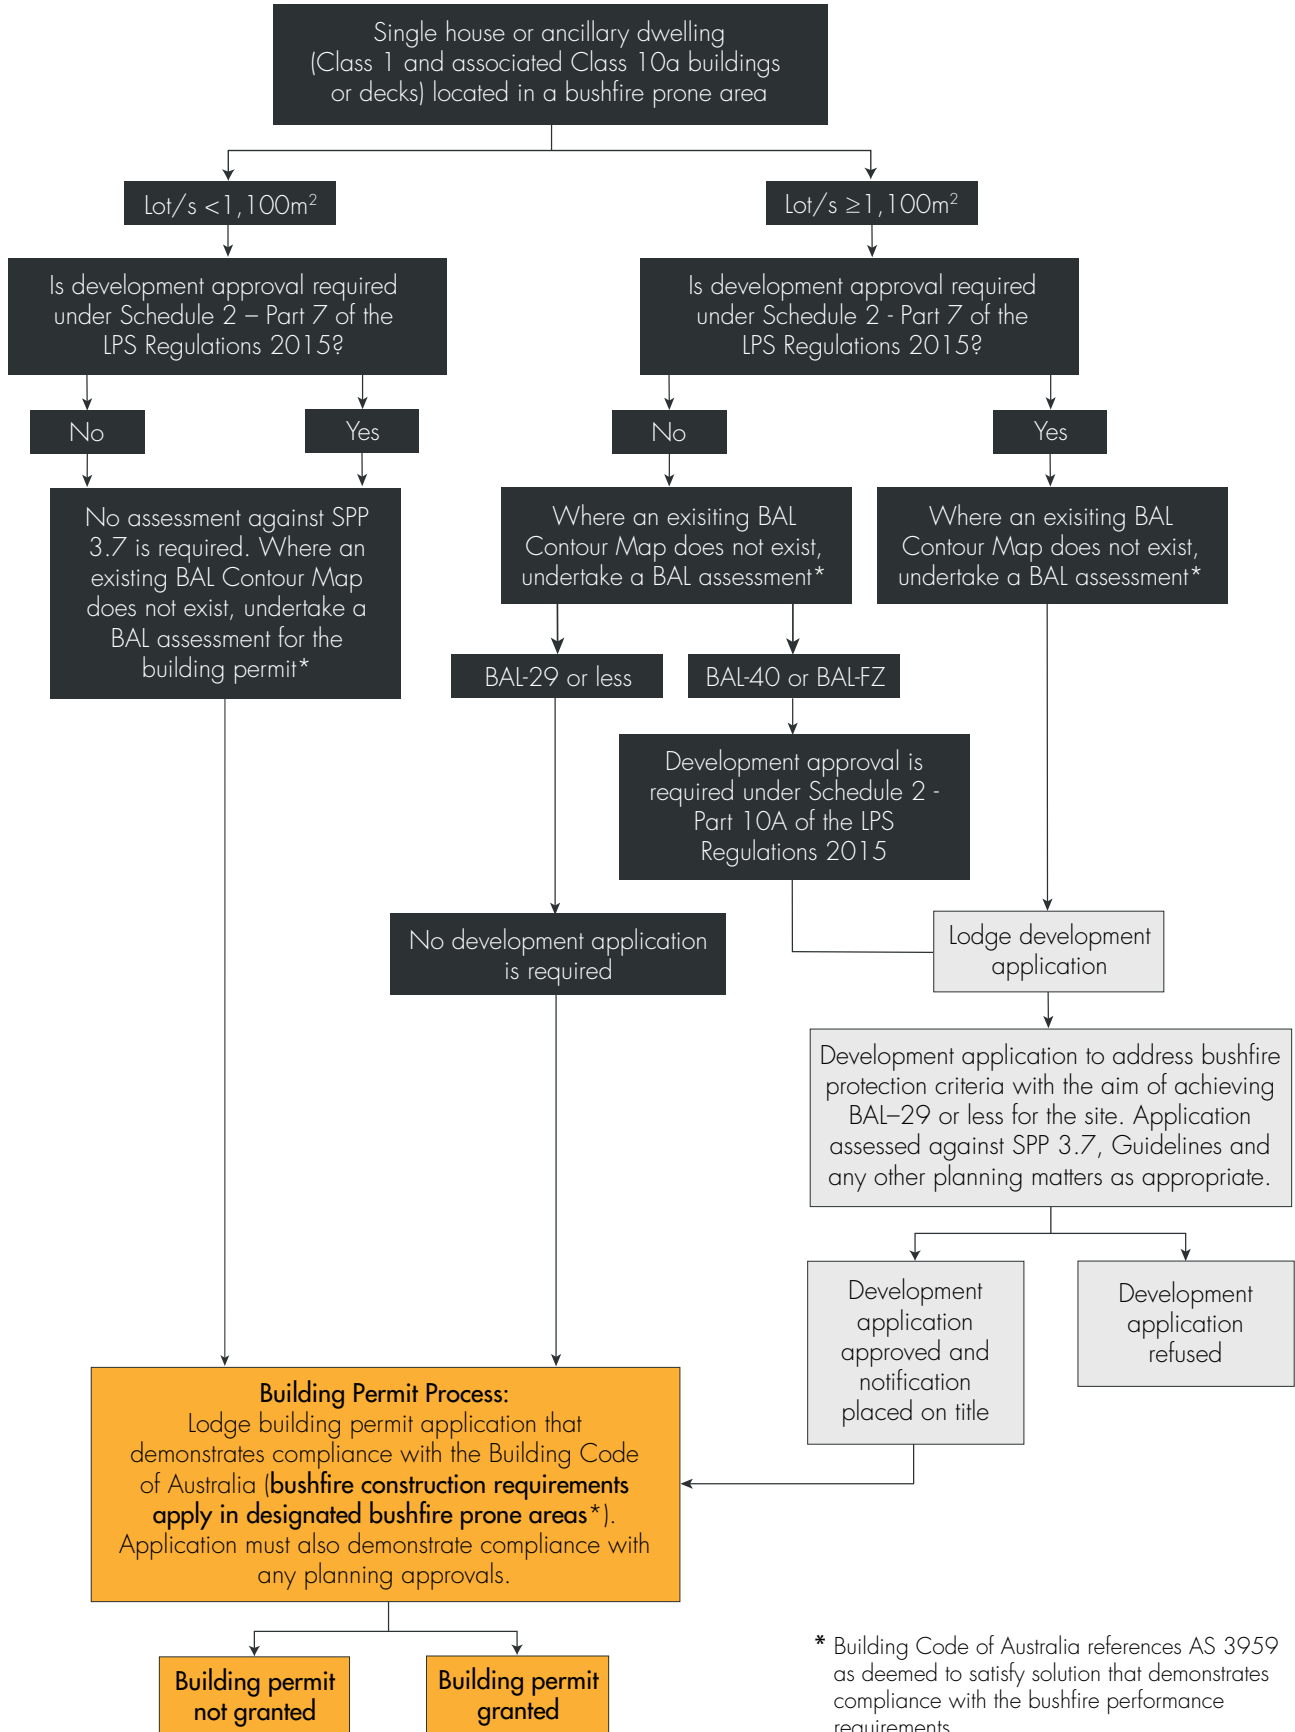 Single house or ancillary dwelling
(Class 1 and associated Class 10a buildings
or decks) located in a bushfire prone area
Lot/s <1,100m²
Lot/s ≥1,100m²
Is development approval required
under Schedule 2 – Part 7 of the
LPS Regulations 2015?
Is development approval required
under Schedule 2 - Part 7 of the
LPS Regulations 2015?
No
Yes
No
Yes
No assessment against SPP
3.7 is required. Where an
existing BAL Contour Map
does not exist, undertake a
BAL assessment for the
building permit*
Where an exisiting BAL
Contour Map does not exist,
undertake a BAL assessment*
Where an exisiting BAL
Contour Map does not exist,
undertake a BAL assessment*
BAL-29 or less
BAL-40 or BAL-FZ
Development approval is
required under Schedule 2 -
Part 10A of the LPS
Regulations 2015
No development application
is required
Lodge development
application
Development application to address bushfire
protection criteria with the aim of achieving
BAL–29 or less for the site. Application
assessed against SPP 3.7, Guidelines and
any other planning matters as appropriate.
Development
application
approved and
notification
placed on title
Development
application
refused
Building Permit Process:
Lodge building permit application that
demonstrates compliance with the Building Code
of Australia (bushfire construction requirements
apply in designated bushfire prone areas*).
Application must also demonstrate compliance with
any planning approvals.
Building permit
not granted
Building permit
granted
* Building Code of Australia references AS 3959
as deemed to satisfy solution that demonstrates
compliance with the bushfire performance
requirements